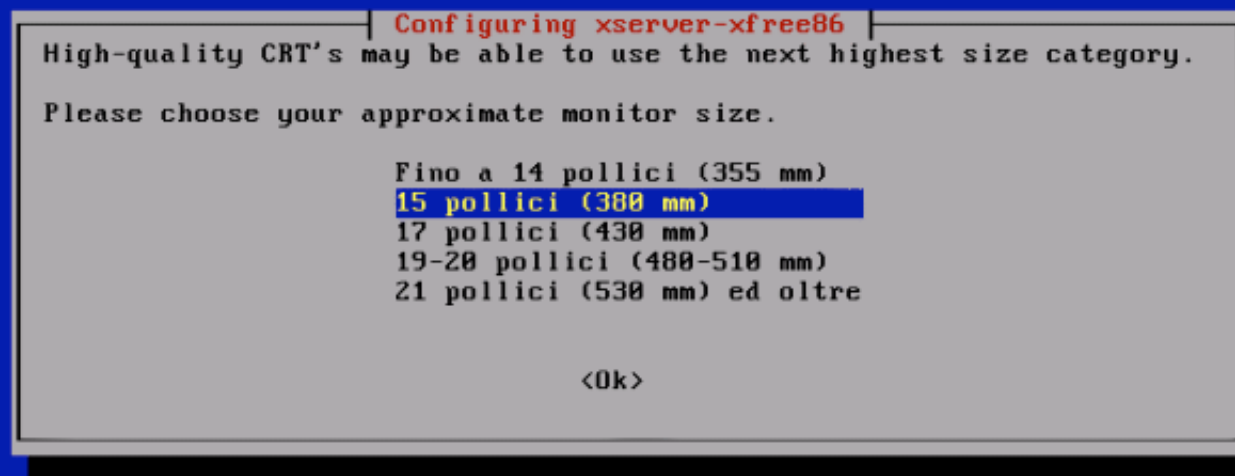 Configuring xserver-xfree86
High-quality CRT's may be able to use the next highest size category.
Please choose your approximate monitor size.
Fino a 14 pollici (355 mm)
15 pollici (380 mm)
17 pollici (430 mm)
19-20 pollici (480-510 mm)
21 pollici (530 mm) ed oltre
<Ok>